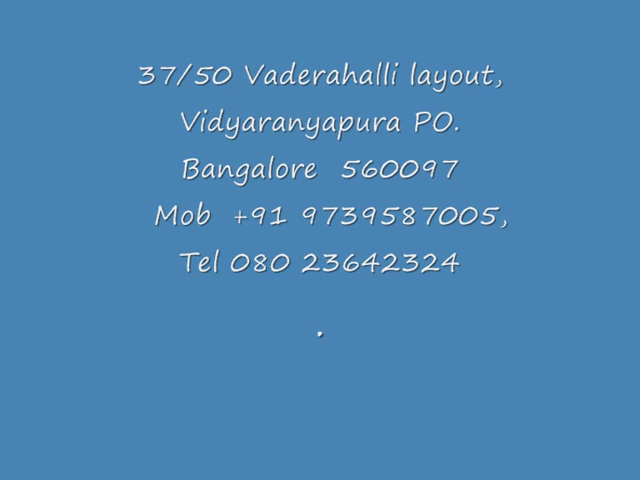 37/50 Vaderahalli layout,
Vidyaranyapura PO.
Bangalore  560097
Mob  +91 9739587005,
Tel 080 23642324
.